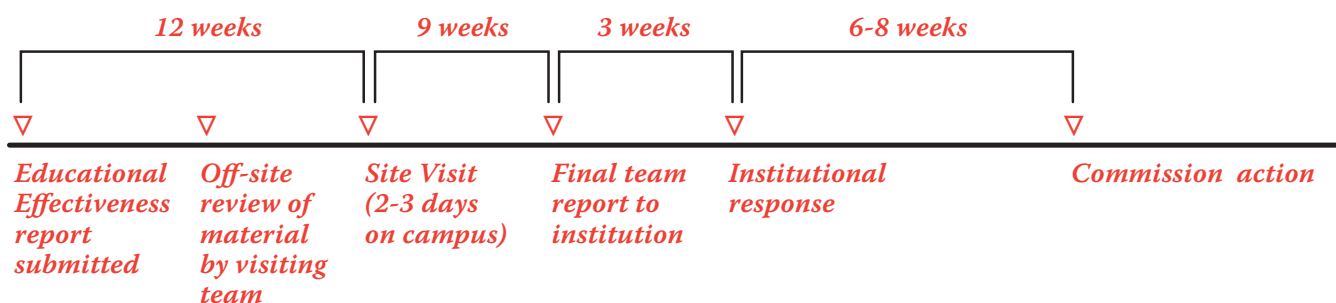 12 weeks
9 weeks
3 weeks
6-8 weeks
Educational
Effectiveness
report
submitted
Off-site
review of
material
by visiting
team
Site Visit
(2-3 days
on campus)
Final team
report to
institution
Institutional
response
Commission action